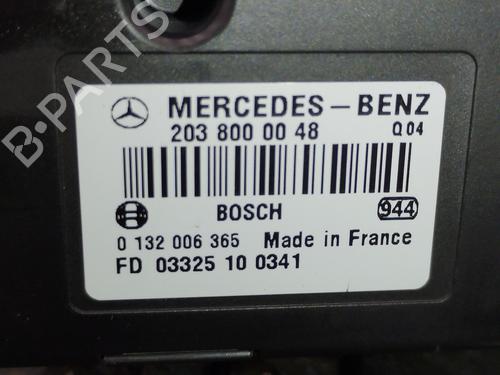 B-PARTS
MERCEDES-BENZ
203 800 00 48 Q04
BOSCH 944
0 132 006 365 Made in France
FD 03325 10 0341